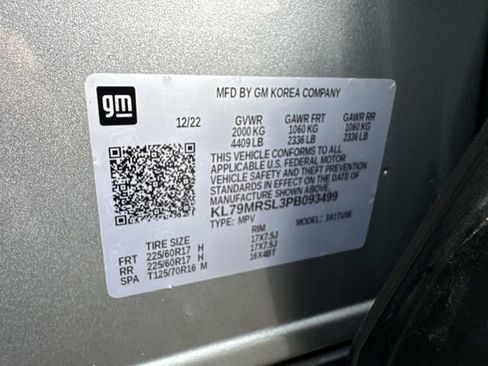 gm
MFD BY GM KOREA COMPANY
12/22 GVWR GAWR FRT GAWR RR
2000 KG 1060 KG 1060 KG
4409 LB 2336 LB 2336 LB
THIS VEHICLE CONFORMS TO ALL
APPLICABLE U.S. FEDERAL MOTOR
VEHICLE SAFETY AND THEFT PREVENTION
STANDARDS IN EFFECT ON THE DATE OF
MANUFACTURE SHOWN ABOVE.
KL79MRSL3PB093499
TYPE: MPV MODEL:
TIRE SIZE RIM
FRT 225/60R17 H 17X7.5J
RR 225/60R17 H 17X7.5J
SPA T125/70R16 M 16X4BT